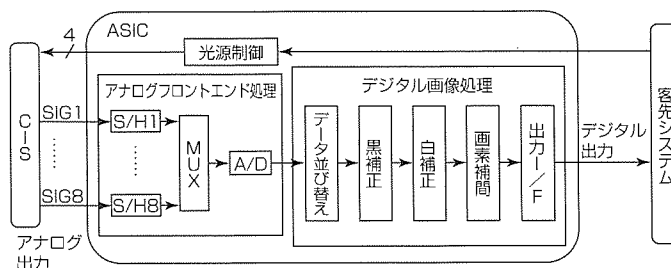 ASIC
4
光源制御
アナログフロントエンド処理
デジタル画像処理
CIS
SIG1
S/H1
MUX
A/D
SIG8
S/H8
データ並び替え
黒補正
白補正
画素補間
出力I/F
デジタル
出力
客先システム
アナログ
出力